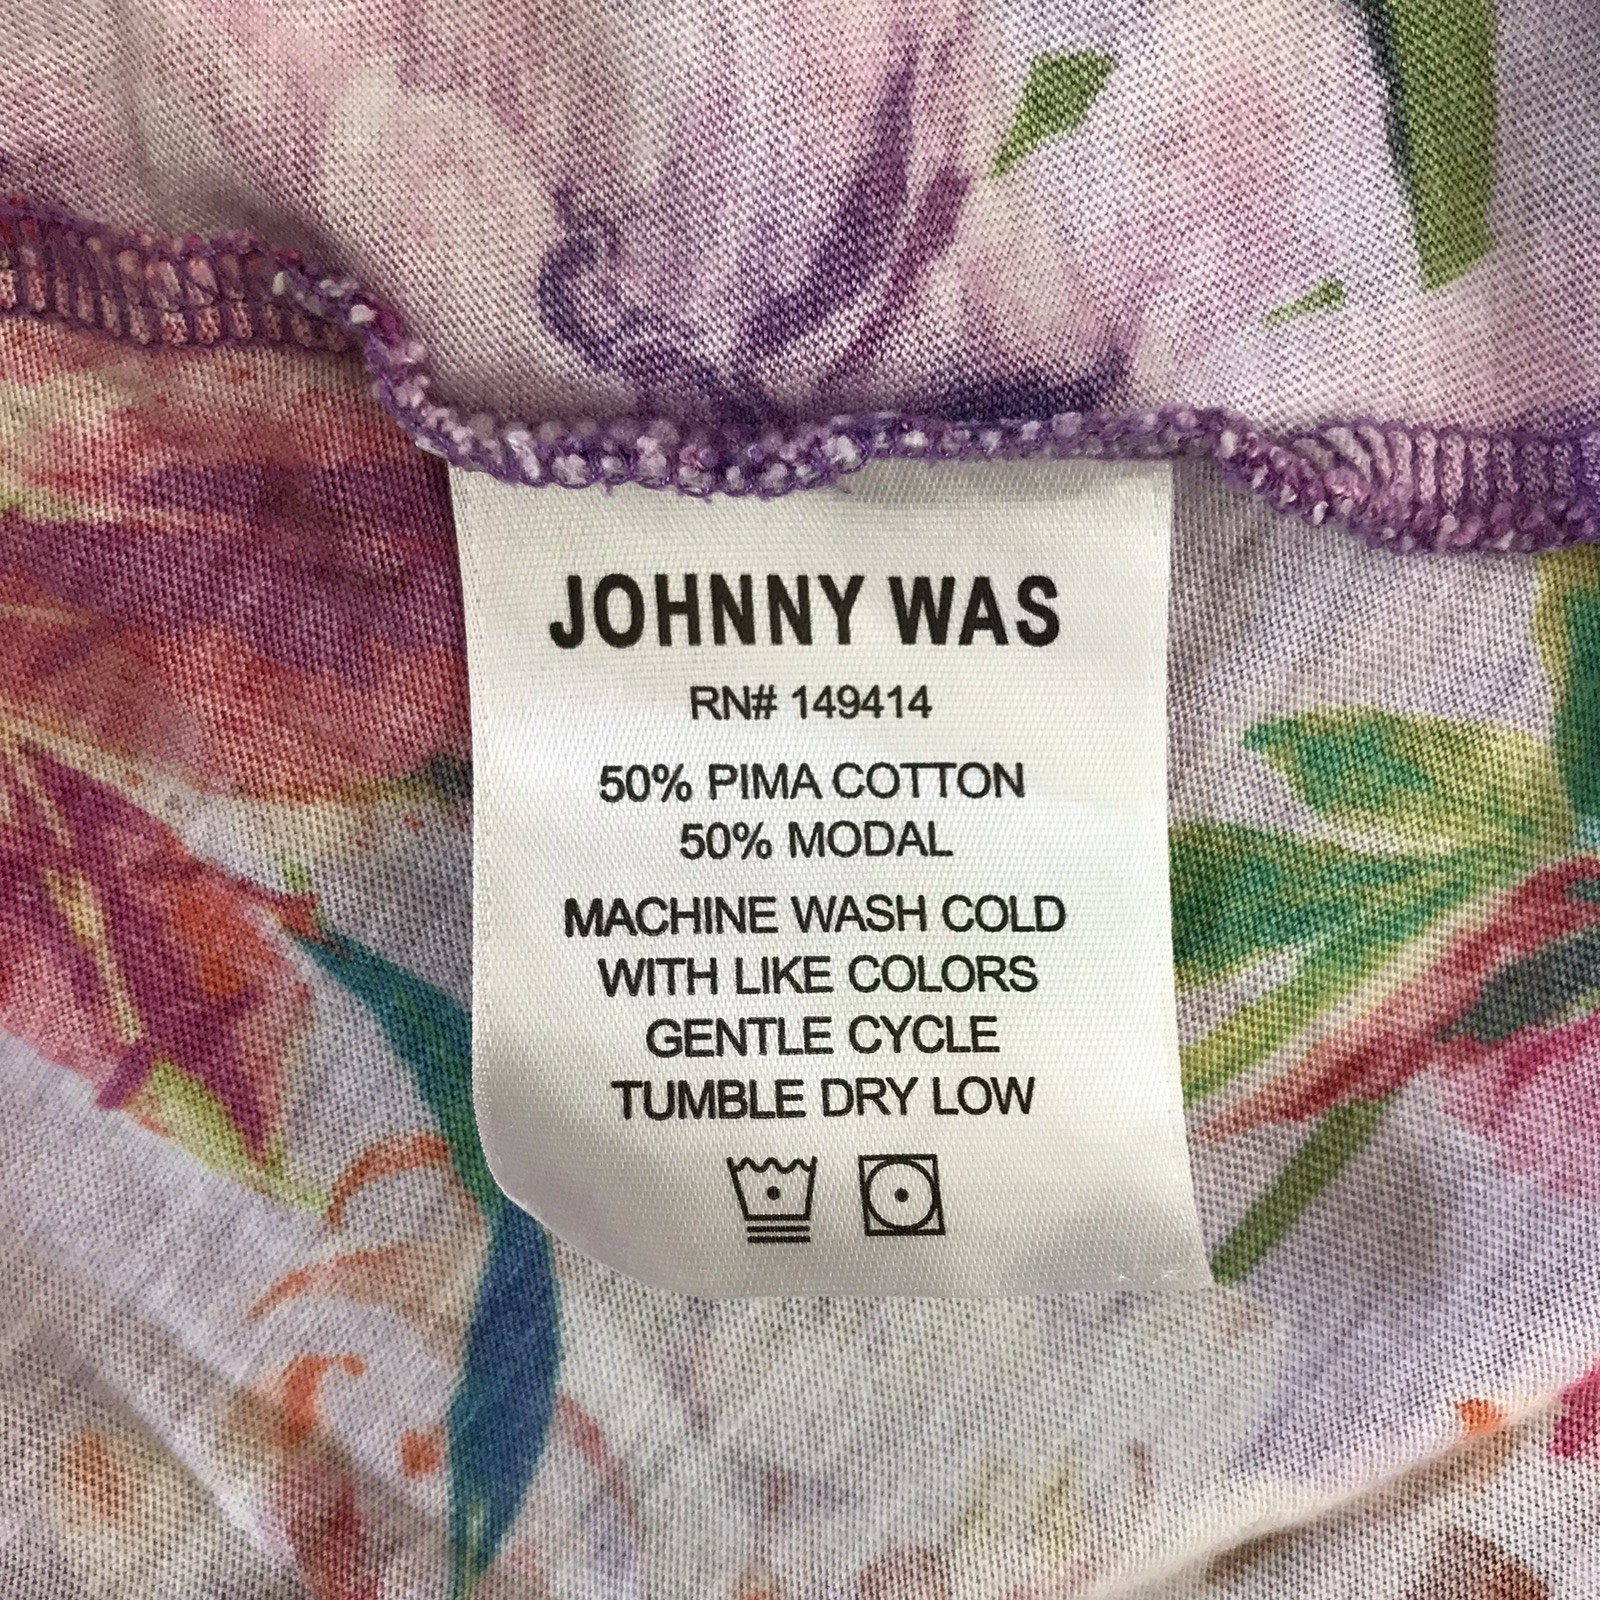 JOHNNY WAS
RN# 149414
50% PIMA COTTON
50% MODAL
MACHINE WASH COLD
WITH LIKE COLORS
GENTLE CYCLE
TUMBLE DRY LOW